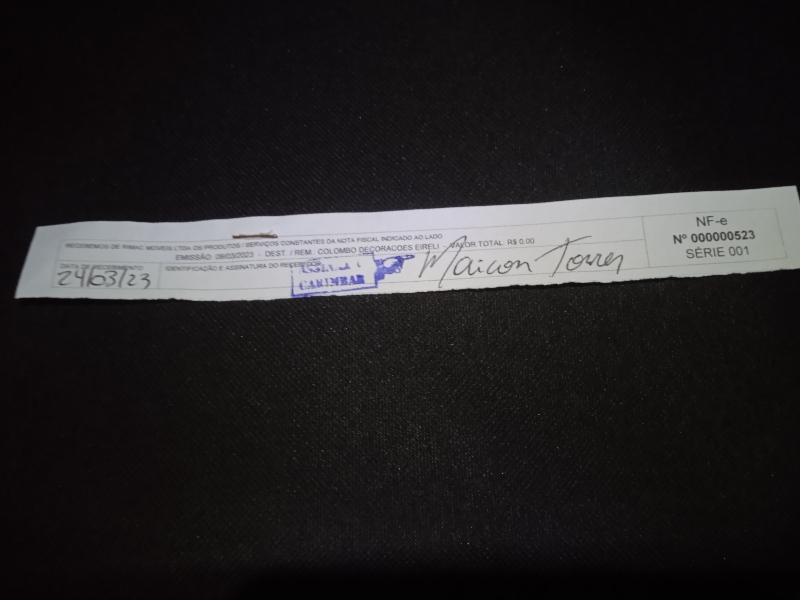 RECEBEMOS DE RIMAC MOVEIS LTDA OS PRODUTOS / SERVIÇOS CONSTANTES DA NOTA FISCAL INDICADO AO LADO
EMISSÃO: 08/03/2023 - DEST. / REM.: COLOMBO DECORACOES EIRELI - VALOR TOTAL: R$ 0,00
DATA DE RECEBIMENTO
24/03/23
IDENTIFICAÇÃO E ASSINATURA DO RECEBEDOR
CARIMBAR
Maicon Torres
NF-e
Nº 000000523
SÉRIE 001